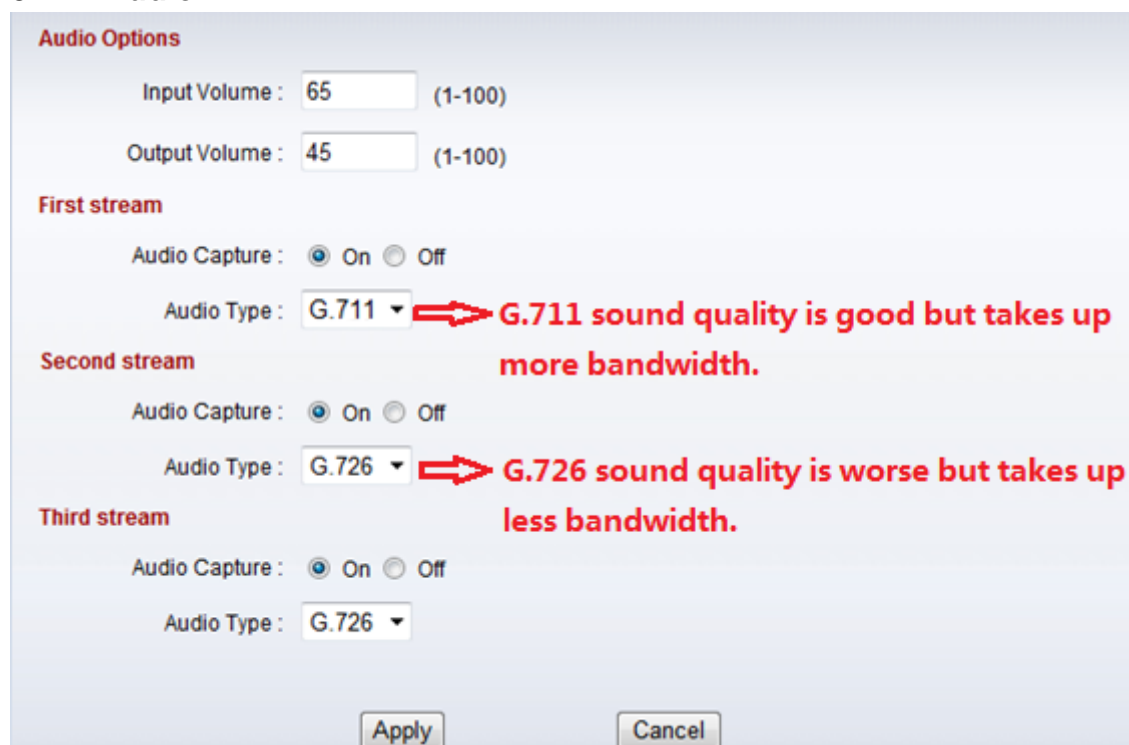 Audio Options
Input Volume : 65 (1-100)
Output Volume : 45 (1-100)
First stream
Audio Capture : On Off
Audio Type : G.711
G.711 sound quality is good but takes up
more bandwidth.
Second stream
Audio Capture : On Off
Audio Type : G.726
G.726 sound quality is worse but takes up
less bandwidth.
Third stream
Audio Capture : On Off
Audio Type : G.726
Apply Cancel